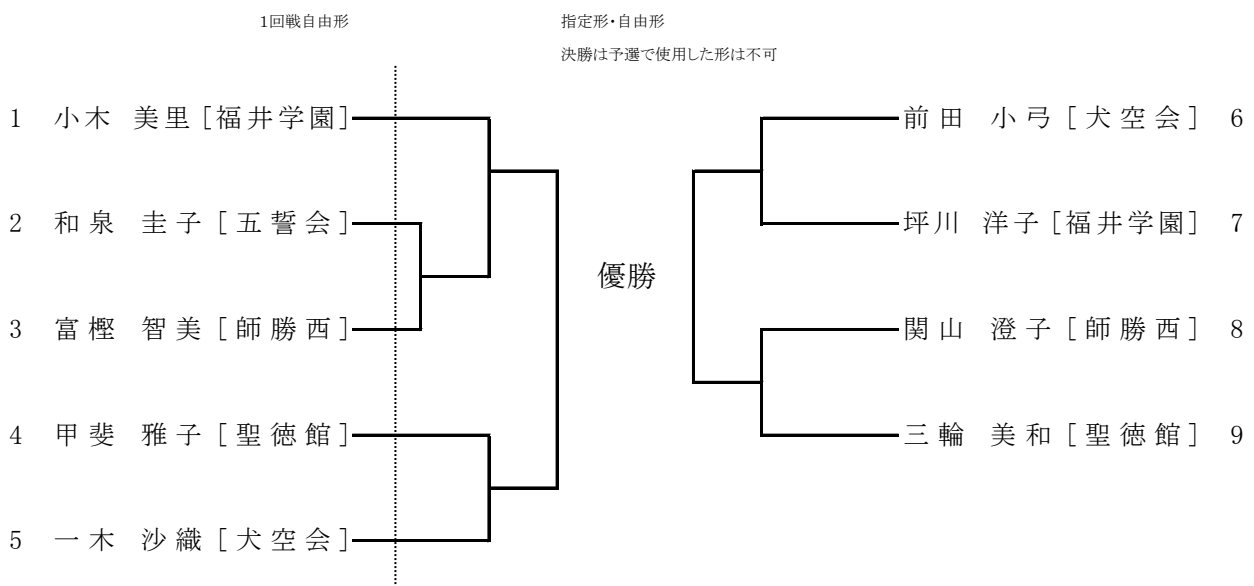 1回戦自由形
指定形・自由形
決勝は予選で使用した形は不可
1 小木 美里［福井学園］
2 和泉 圭子［五誓会］
3 富樫 智美［師勝西］
4 甲斐 雅子［聖徳館］
5 一木 沙織［犬空会］
優勝
前田 小弓［犬空会］ 6
坪川 洋子［福井学園］ 7
関山 澄子［師勝西］ 8
三輪 美和［聖徳館］ 9